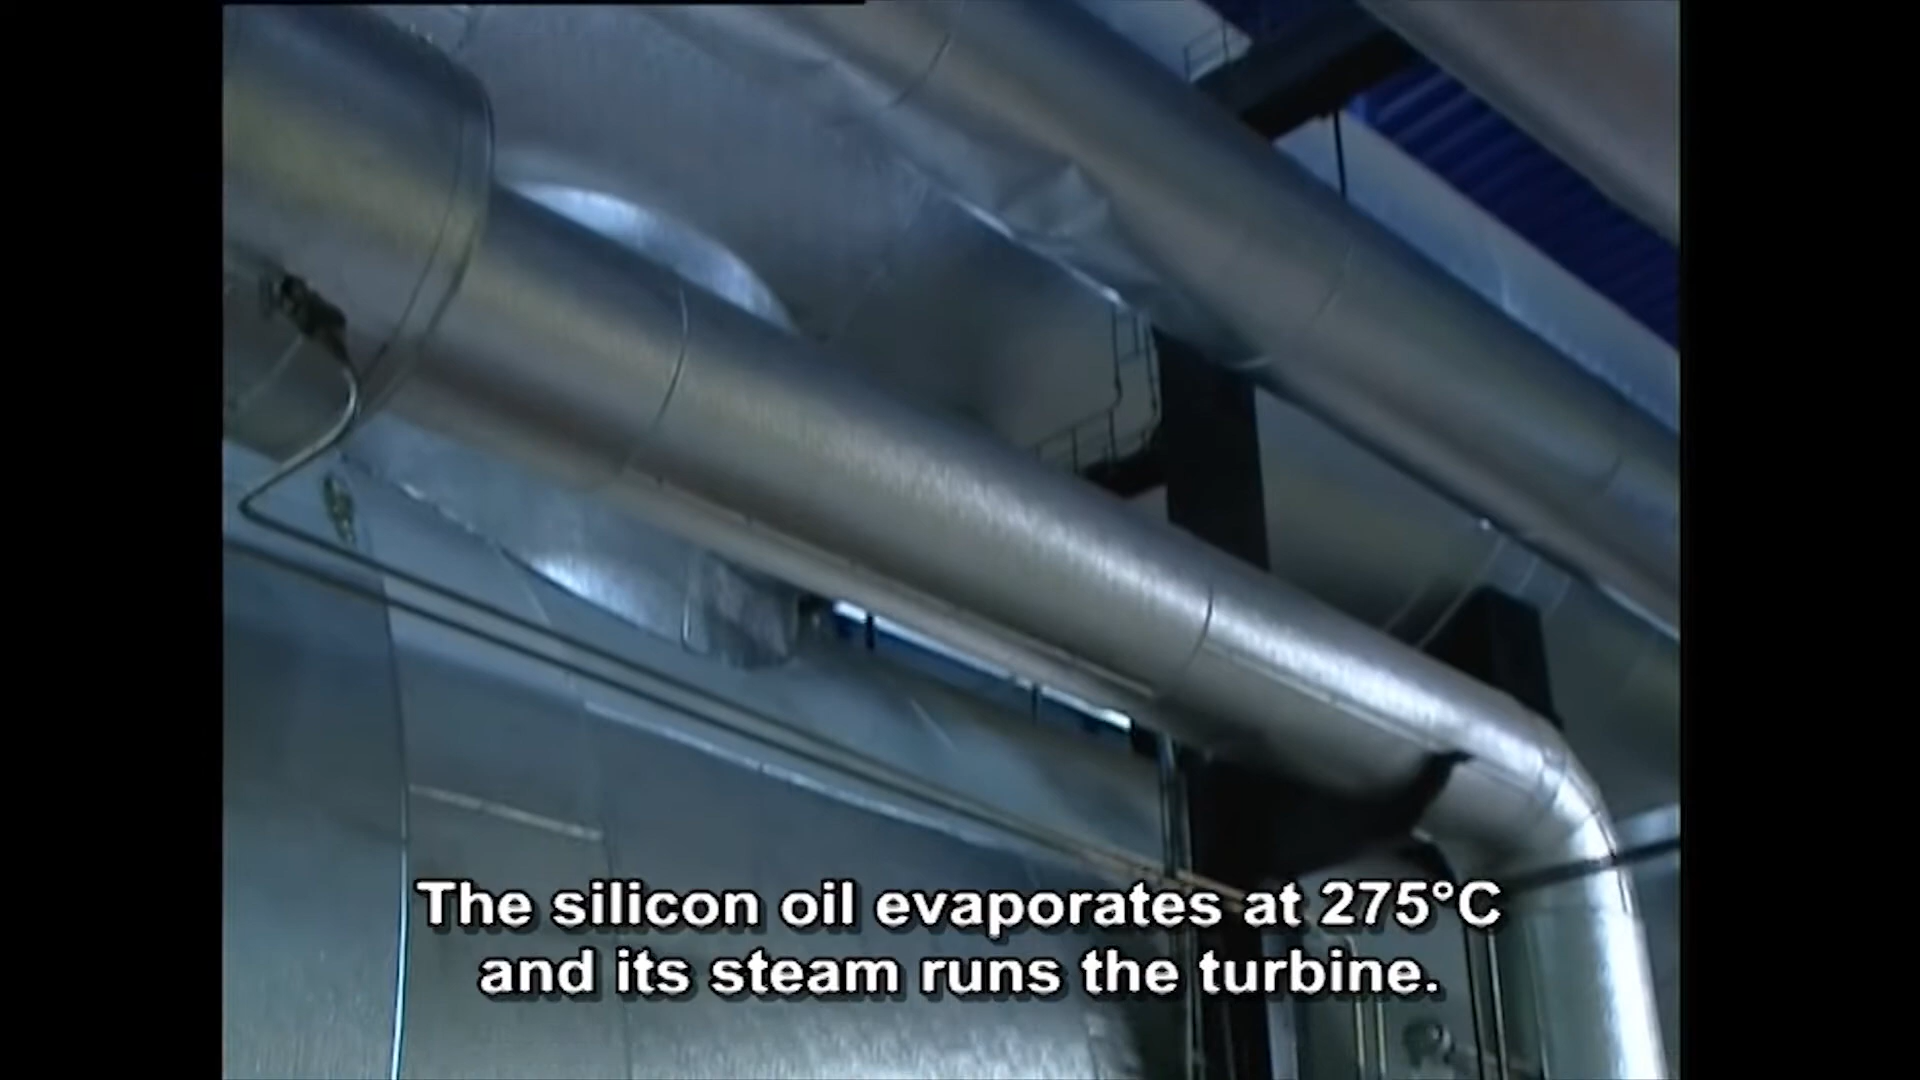 The silicon oil evaporates at 275°C
and its steam runs the turbine.